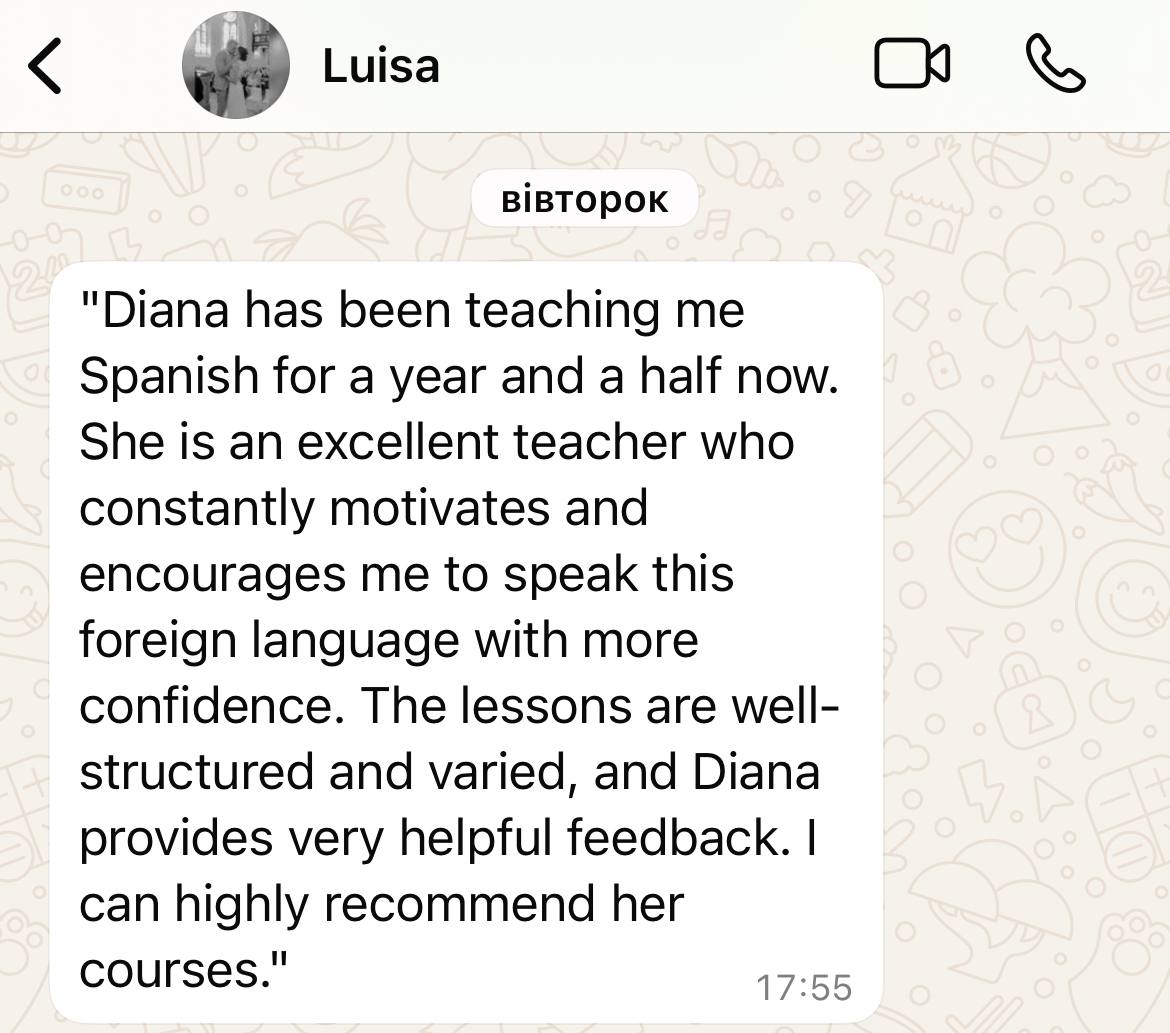 Luisa
вівторок
"Diana has been teaching me
Spanish for a year and a half now.
She is an excellent teacher who
constantly motivates and
encourages me to speak this
foreign language with more
confidence. The lessons are well-
structured and varied, and Diana
provides very helpful feedback. I
can highly recommend her
courses."
17:55